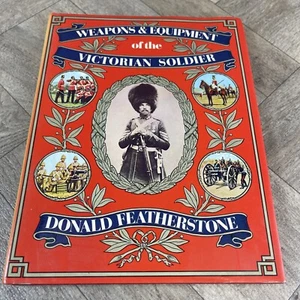 WEAPONS & EQUIPMENT
of the
VICTORIAN SOLDIER
DONALD FEATHERSTONE